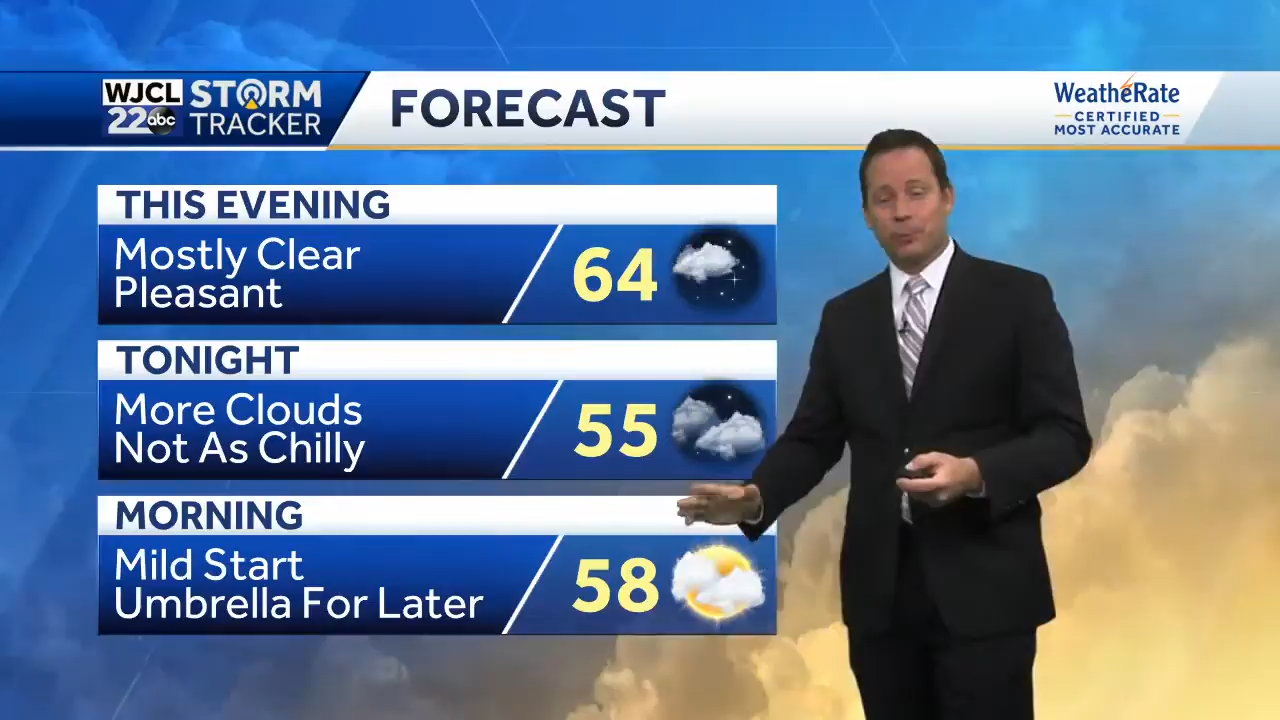 WJCL
22 abc
STORM
TRACKER
FORECAST
WeatheRate
CERTIFIED
MOST ACCURATE
THIS EVENING
Mostly Clear
Pleasant
64
TONIGHT
More Clouds
Not As Chilly
55
MORNING
Mild Start
Umbrella For Later
58